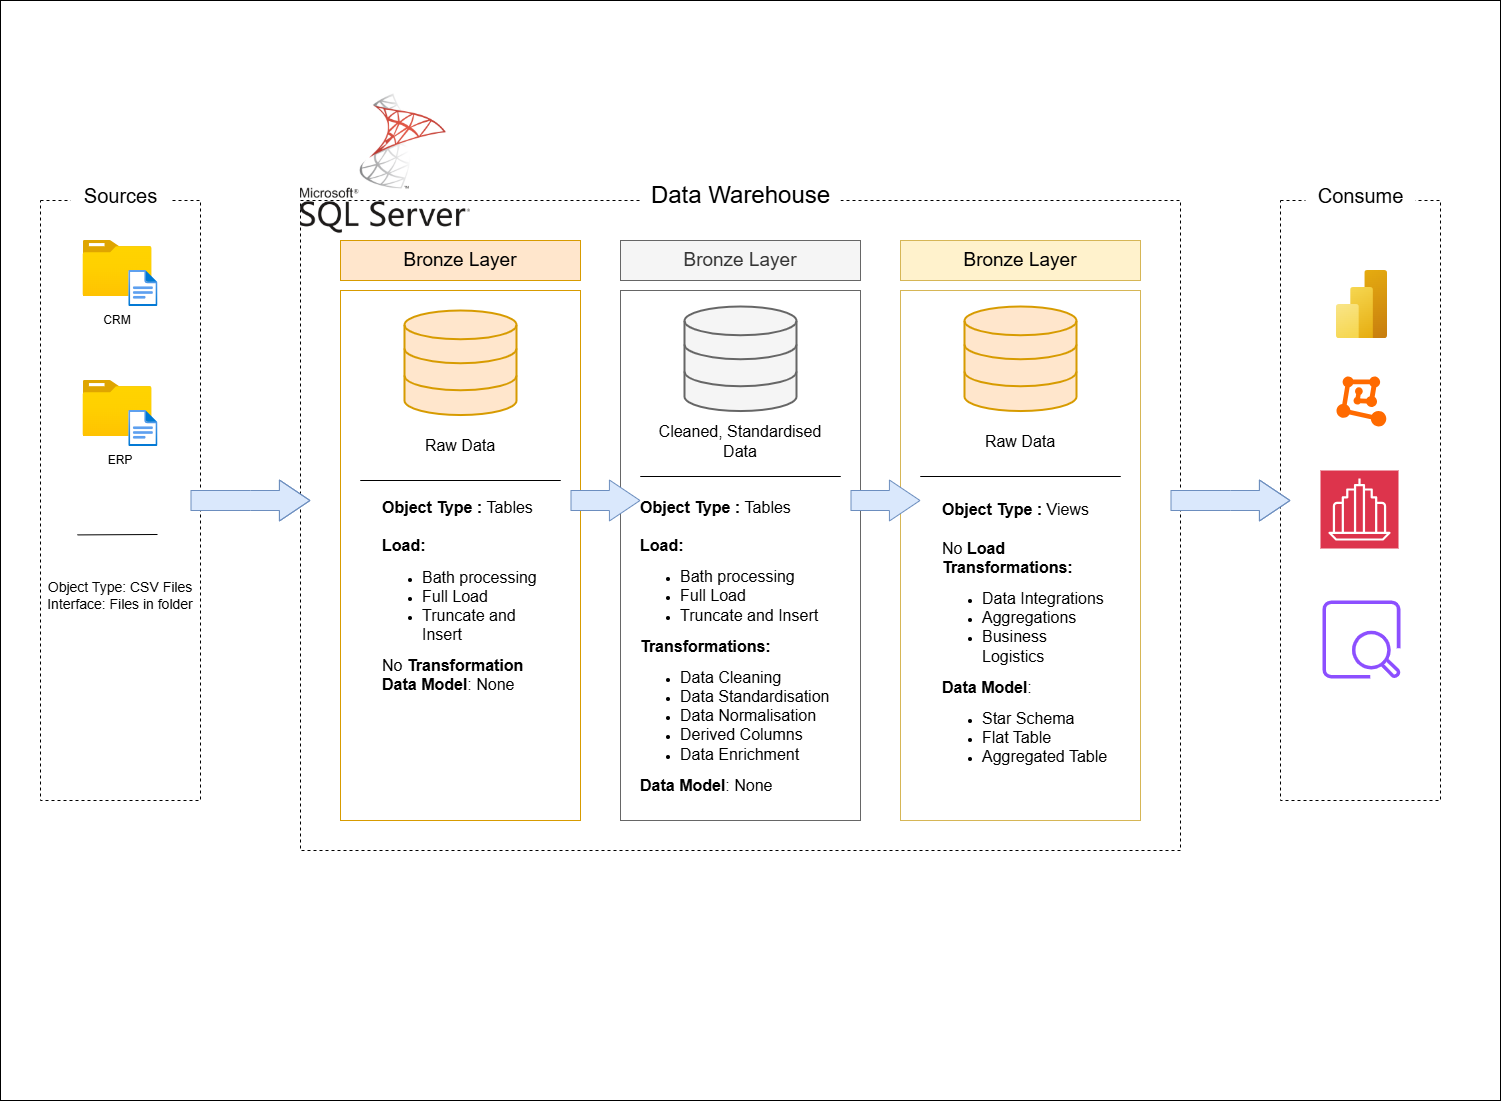 Microsoft®
SQL Server
Sources
Data Warehouse
Consume
CRM
ERP
Object Type: CSV Files
Interface: Files in folder
Bronze Layer
Raw Data
Object Type : Tables
Load:
Bath processing
Full Load
Truncate and
Insert
No Transformation
Data Model: None
Bronze Layer
Cleaned, Standardised
Data
Object Type : Tables
Load:
Bath processing
Full Load
Truncate and Insert
Transformations:
Data Cleaning
Data Standardisation
Data Normalisation
Derived Columns
Data Enrichment
Data Model: None
Bronze Layer
Raw Data
Object Type : Views
No Load
Transformations:
Data Integrations
Aggregations
Business
Logistics
Data Model:
Star Schema
Flat Table
Aggregated Table